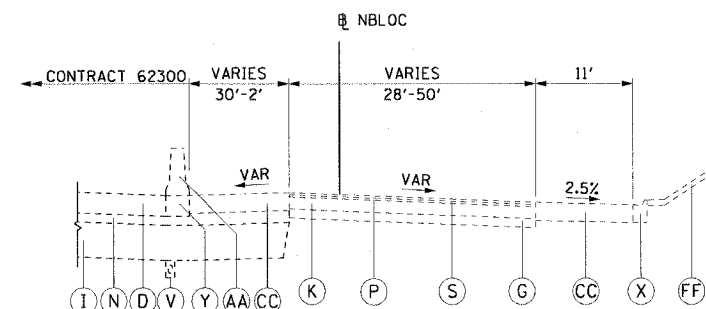 ℄ NBLOC
CONTRACT 62300
VARIES
30'-2'
VARIES
28'-50'
11'
VAR
VAR
2.5%
I N D V Y AA CC K P S G CC X FF